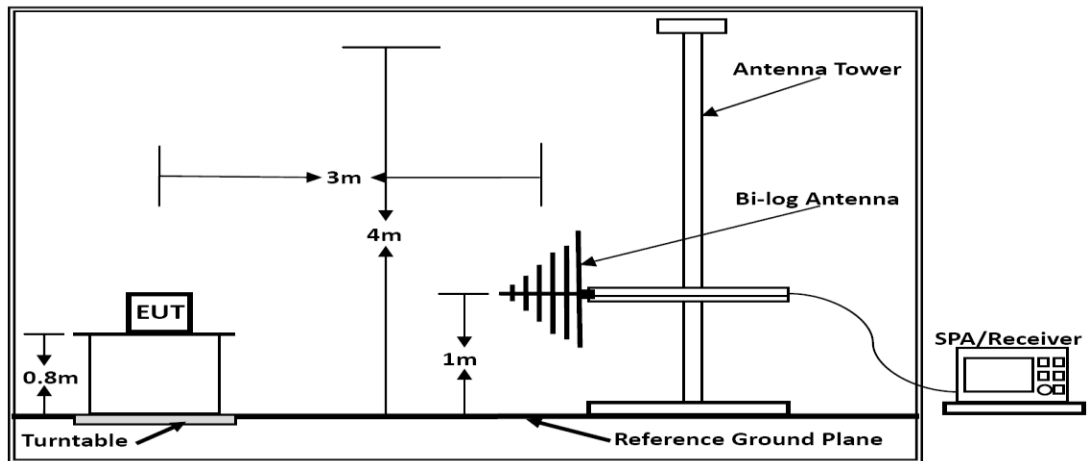 Antenna Tower
3m
Bi-log Antenna
4m
EUT
SPA/Receiver
1m
0.8m
Turntable
Reference Ground Plane